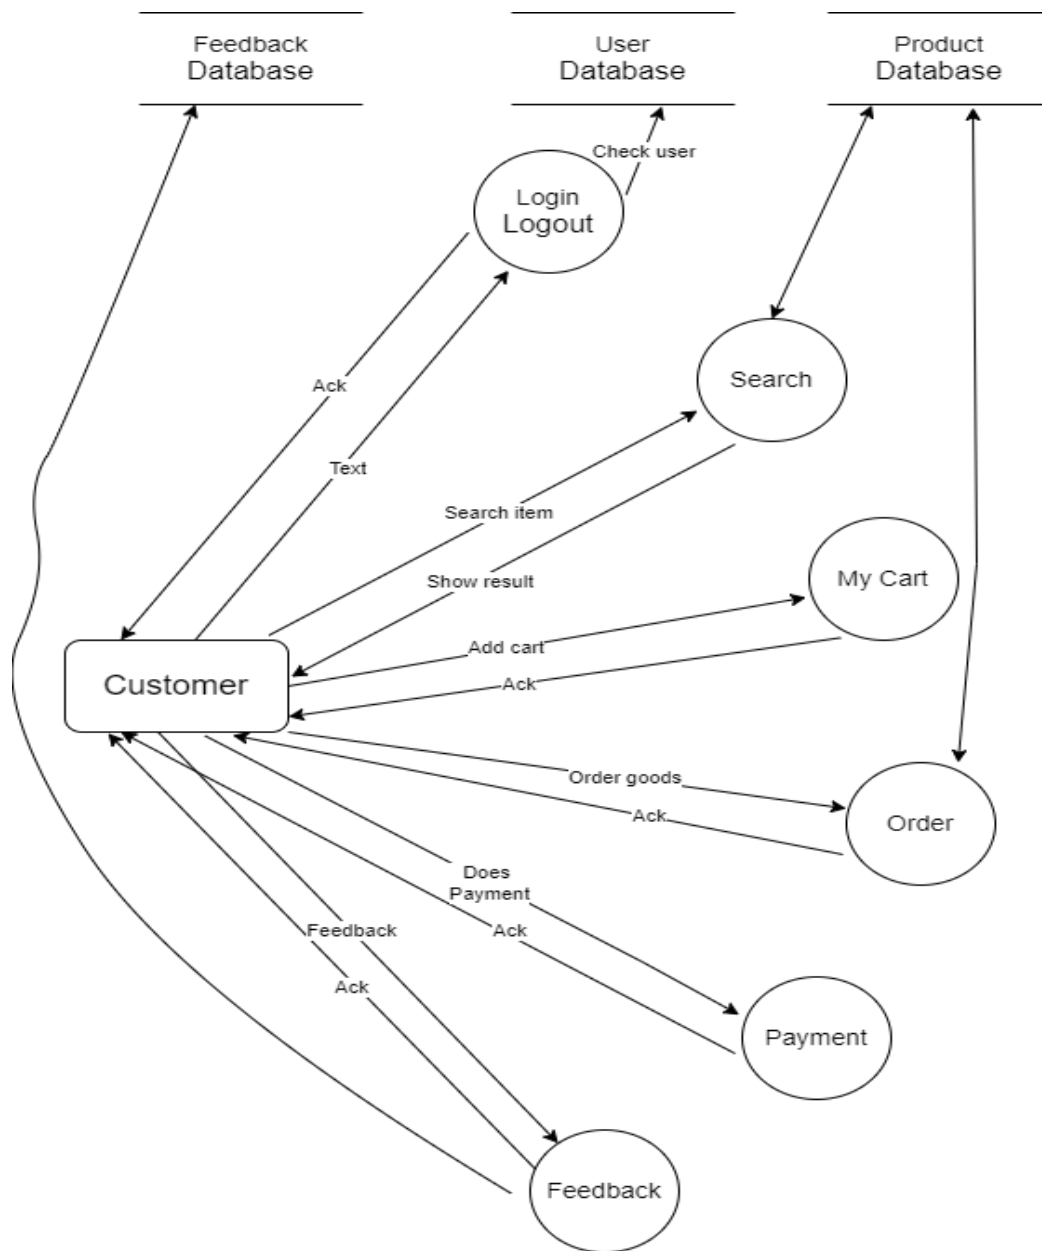 Feedback
Database
User
Database
Product
Database
Check user
Login
Logout
Ack
Search
Text
Search item
Show result
My Cart
Add cart
Customer
Ack
Order goods
Ack
Order
Does
Payment
Feedback
Ack
Ack
Payment
Feedback